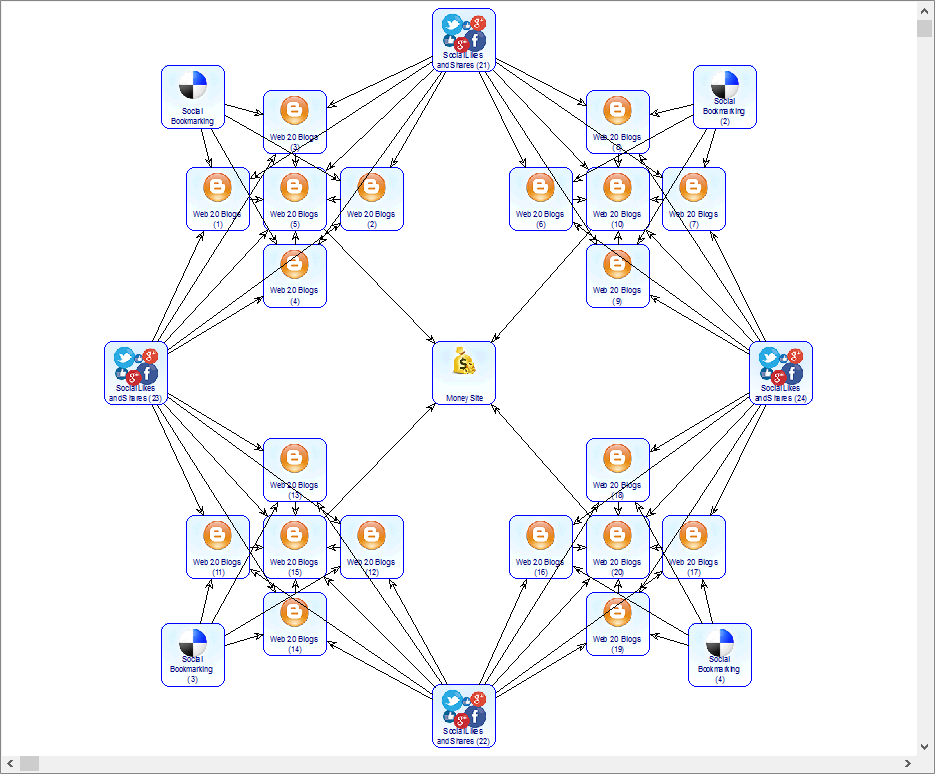 Social Likes
and Shares (21)
Social
Bookmarking
Social
Bookmarking
(2)
Web 20 Blogs
(3)
Web 20 Blogs
(8)
Web 20 Blogs
(1)
Web 20 Blogs
(5)
Web 20 Blogs
(2)
Web 20 Blogs
(6)
Web 20 Blogs
(10)
Web 20 Blogs
(7)
Web 20 Blogs
(4)
Web 20 Blogs
(9)
Social Likes
and Shares (23)
Money Site
Social Likes
and Shares (24)
Web 20 Blogs
(13)
Web 20 Blogs
(18)
Web 20 Blogs
(11)
Web 20 Blogs
(15)
Web 20 Blogs
(12)
Web 20 Blogs
(16)
Web 20 Blogs
(20)
Web 20 Blogs
(17)
Web 20 Blogs
(14)
Web 20 Blogs
(19)
Social
Bookmarking
(3)
Social
Bookmarking
(4)
Social Likes
and Shares (22)